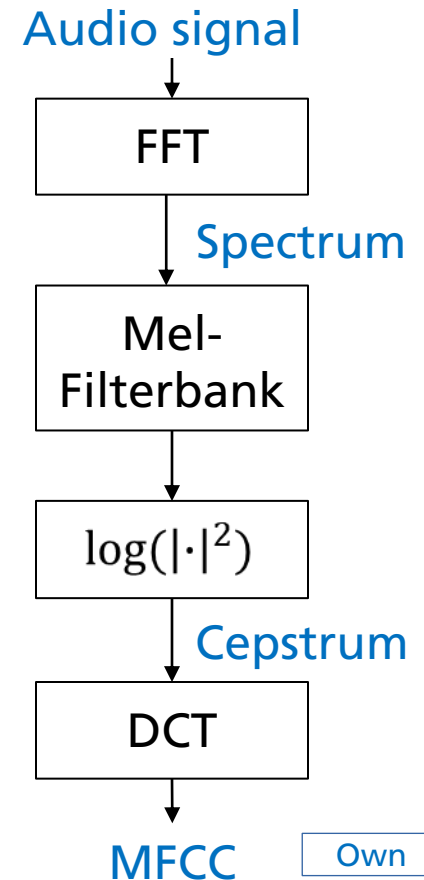 Audio signal
FFT
Spectrum
Mel-
Filterbank
log(|·|²)
Cepstrum
DCT
MFCC
Own